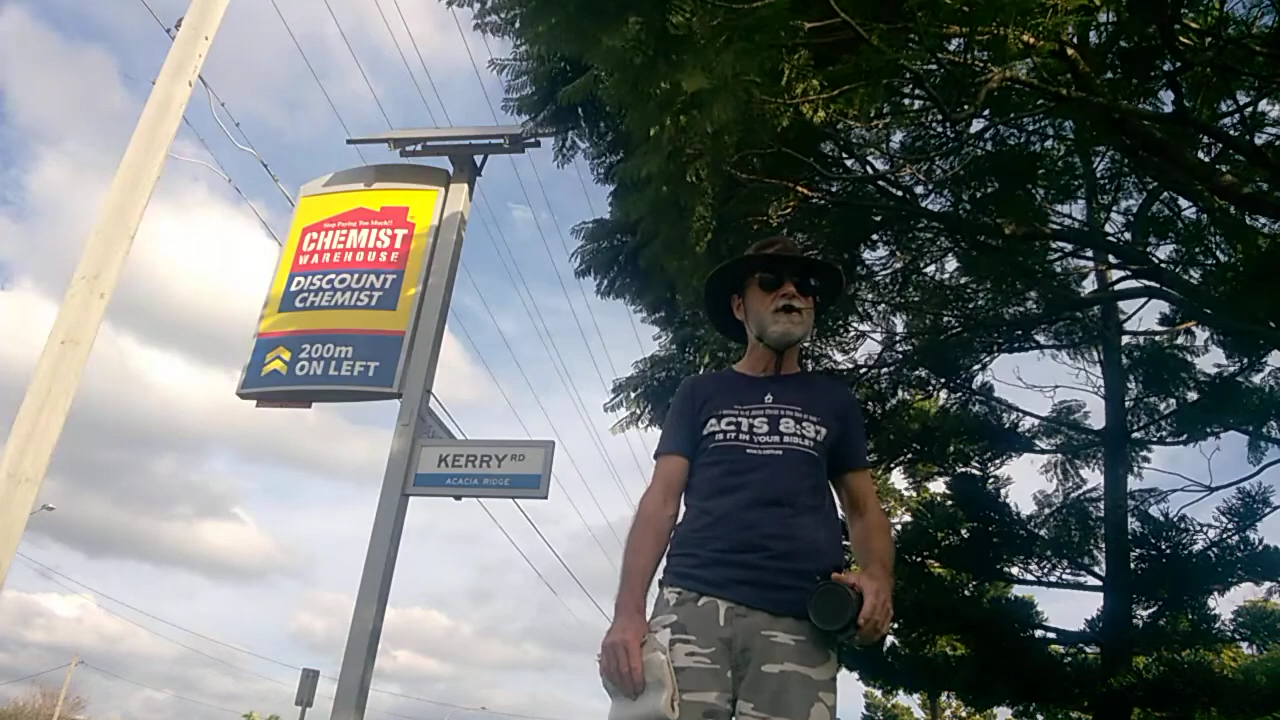 Stop Paying Too Much!!
CHEMIST
WAREHOUSE
DISCOUNT
CHEMIST
200m
ON LEFT
KERRY RD
ACACIA RIDGE
ACTS 8:37
IS IT IN YOUR BIBLE?